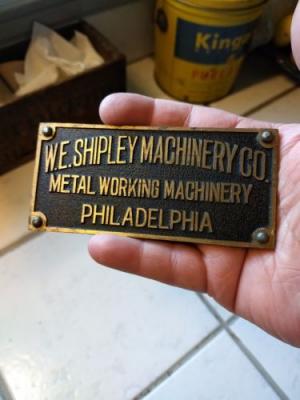 W.E. SHIPLEY MACHINERY CO.
METAL WORKING MACHINERY
PHILADELPHIA